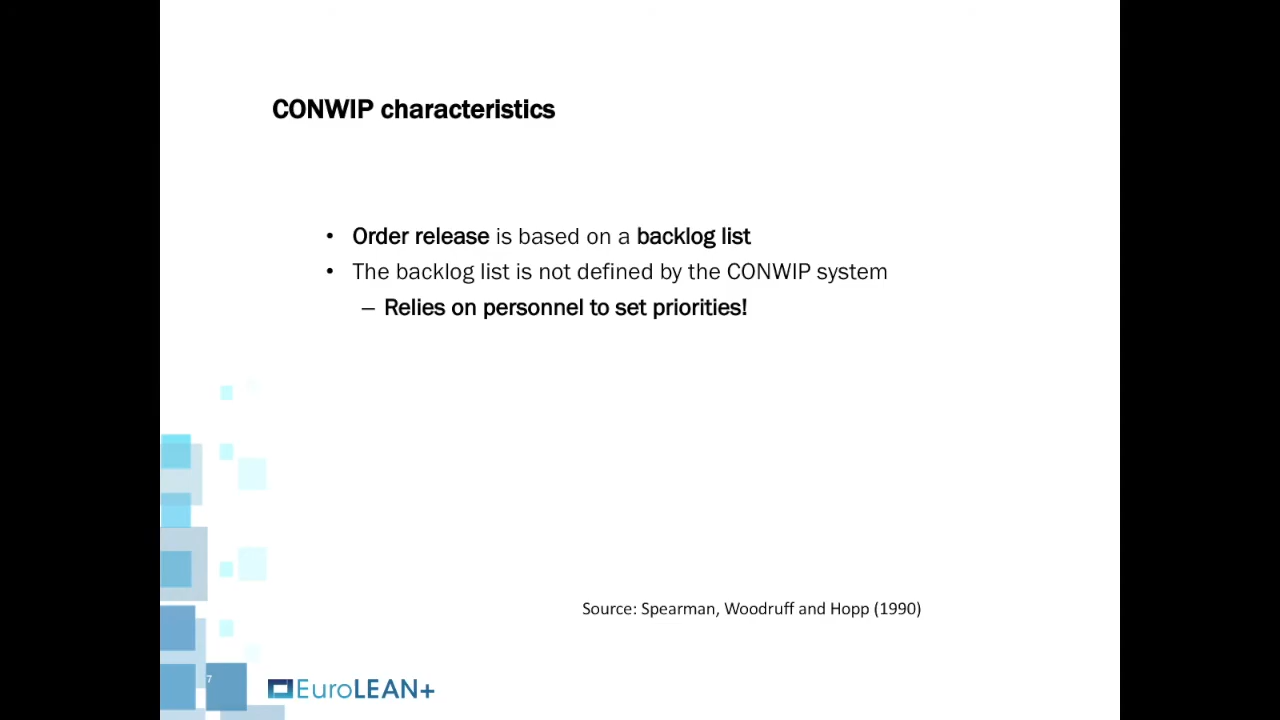 CONWIP characteristics
• Order release is based on a backlog list
• The backlog list is not defined by the CONWIP system
– Relies on personnel to set priorities!
Source: Spearman, Woodruff and Hopp (1990)
7
EuroLEAN+